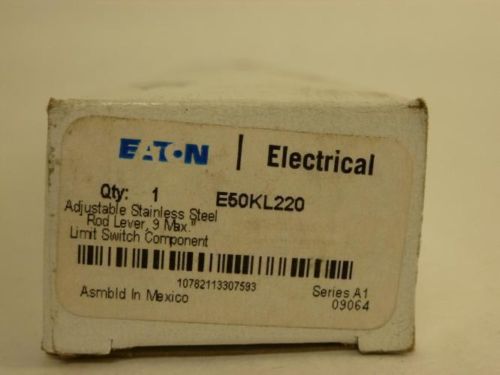 EATON | Electrical
Qty: 1 E50KL220
Adjustable Stainless Steel
Rod Lever, 9 Max."
Limit Switch Component
10782113307593
Asmbld In Mexico Series A1
09064